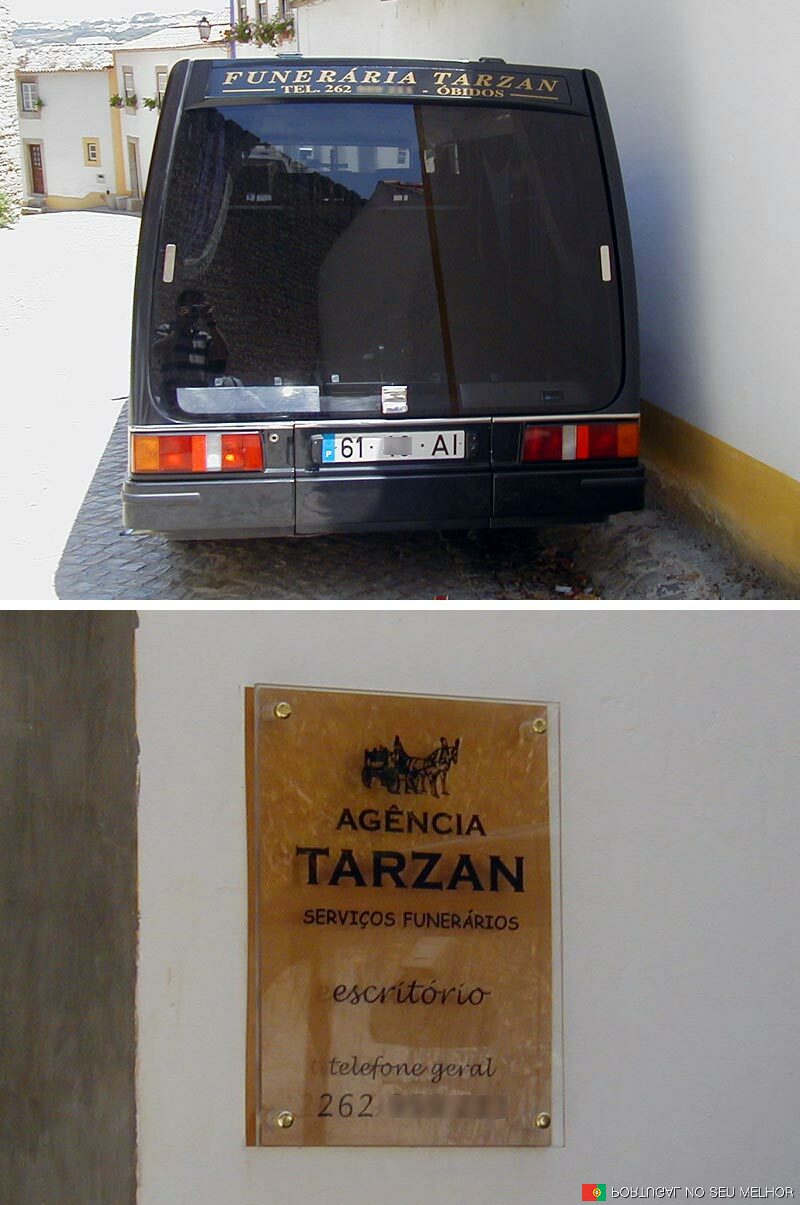 FUNERÁRIA TARZAN
TEL. 262 - ÓBIDOS
61 · · AI
P
AGÊNCIA
TARZAN
SERVIÇOS FUNERÁRIOS
escritório
telefone geral
262
PORTUGAL NO SEU MELHOR